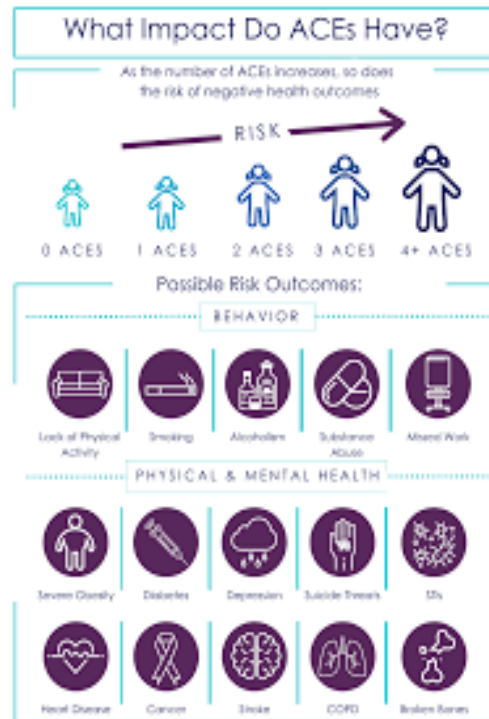 What Impact Do ACEs Have?
As the number of ACEs increases, so does
the risk of negative health outcomes
RISK
0 ACES
1 ACES
2 ACES
3 ACES
4+ ACES
Possible Risk Outcomes:
BEHAVIOR
Lack of Physical
Activity
Smoking
Alcoholism
Substance
Abuse
Missed Work
PHYSICAL & MENTAL HEALTH
Severe Obesity
Diabetes
Depression
Suicide Threats
STIs
Heart Disease
Cancer
Stroke
COPD
Broken Bones